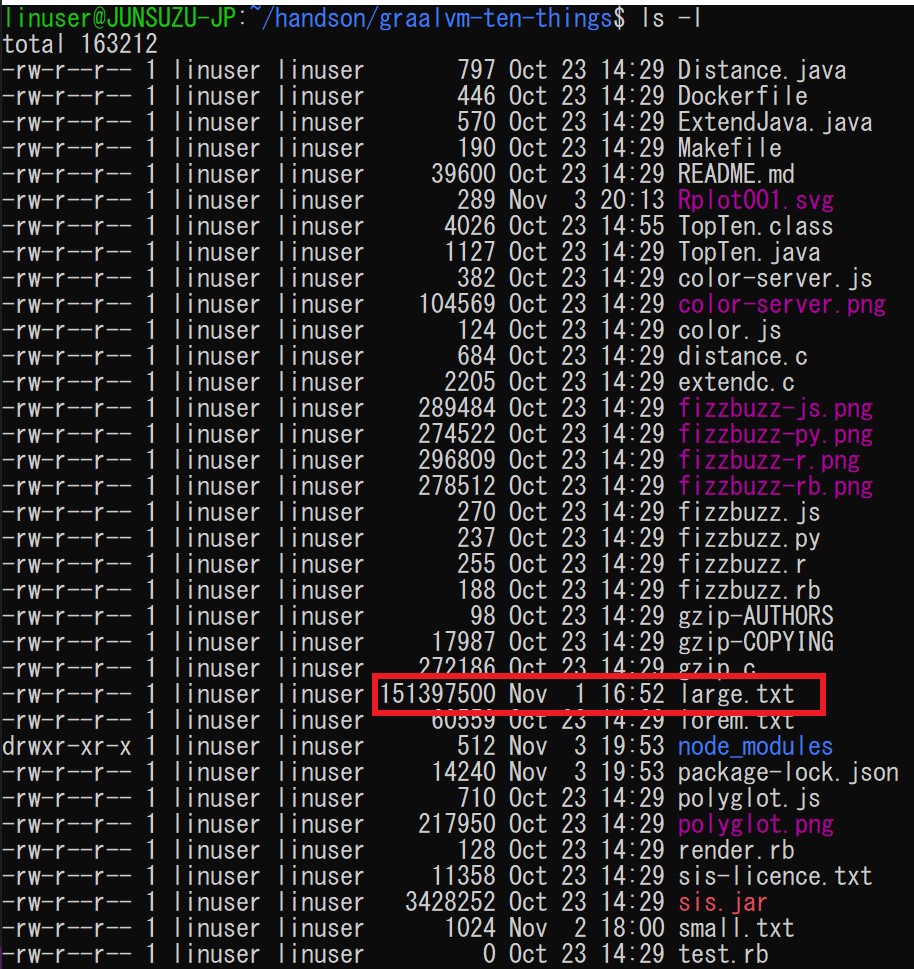 linuser@JUNSUZU-JP:~/handson/graalvm-ten-things$ ls -l
total 163212
-rw-r--r-- 1 linuser linuser       797 Oct 23 14:29 Distance.java
-rw-r--r-- 1 linuser linuser       446 Oct 23 14:29 Dockerfile
-rw-r--r-- 1 linuser linuser       570 Oct 23 14:29 ExtendJava.java
-rw-r--r-- 1 linuser linuser       190 Oct 23 14:29 Makefile
-rw-r--r-- 1 linuser linuser     39600 Oct 23 14:29 README.md
-rw-r--r-- 1 linuser linuser       289 Nov  3 20:13 Rplot001.svg
-rw-r--r-- 1 linuser linuser      4026 Oct 23 14:55 TopTen.class
-rw-r--r-- 1 linuser linuser      1127 Oct 23 14:29 TopTen.java
-rw-r--r-- 1 linuser linuser       382 Oct 23 14:29 color-server.js
-rw-r--r-- 1 linuser linuser    104569 Oct 23 14:29 color-server.png
-rw-r--r-- 1 linuser linuser       124 Oct 23 14:29 color.js
-rw-r--r-- 1 linuser linuser       684 Oct 23 14:29 distance.c
-rw-r--r-- 1 linuser linuser      2205 Oct 23 14:29 extendc.c
-rw-r--r-- 1 linuser linuser    289484 Oct 23 14:29 fizzbuzz-js.png
-rw-r--r-- 1 linuser linuser    274522 Oct 23 14:29 fizzbuzz-py.png
-rw-r--r-- 1 linuser linuser    296809 Oct 23 14:29 fizzbuzz-r.png
-rw-r--r-- 1 linuser linuser    278512 Oct 23 14:29 fizzbuzz-rb.png
-rw-r--r-- 1 linuser linuser       270 Oct 23 14:29 fizzbuzz.js
-rw-r--r-- 1 linuser linuser       237 Oct 23 14:29 fizzbuzz.py
-rw-r--r-- 1 linuser linuser       255 Oct 23 14:29 fizzbuzz.r
-rw-r--r-- 1 linuser linuser       188 Oct 23 14:29 fizzbuzz.rb
-rw-r--r-- 1 linuser linuser        98 Oct 23 14:29 gzip-AUTHORS
-rw-r--r-- 1 linuser linuser     17987 Oct 23 14:29 gzip-COPYING
-rw-r--r-- 1 linuser linuser    272186 Oct 23 14:29 gzip.c
-rw-r--r-- 1 linuser linuser 151397500 Nov  1 16:52 large.txt
-rw-r--r-- 1 linuser linuser     60559 Oct 23 14:29 lorem.txt
drwxr-xr-x 1 linuser linuser       512 Nov  3 19:53 node_modules
-rw-r--r-- 1 linuser linuser     14240 Nov  3 19:53 package-lock.json
-rw-r--r-- 1 linuser linuser       710 Oct 23 14:29 polyglot.js
-rw-r--r-- 1 linuser linuser    217950 Oct 23 14:29 polyglot.png
-rw-r--r-- 1 linuser linuser       128 Oct 23 14:29 render.rb
-rw-r--r-- 1 linuser linuser     11358 Oct 23 14:29 sis-licence.txt
-rw-r--r-- 1 linuser linuser   3428252 Oct 23 14:29 sis.jar
-rw-r--r-- 1 linuser linuser      1024 Nov  2 18:00 small.txt
-rw-r--r-- 1 linuser linuser         0 Oct 23 14:29 test.rb